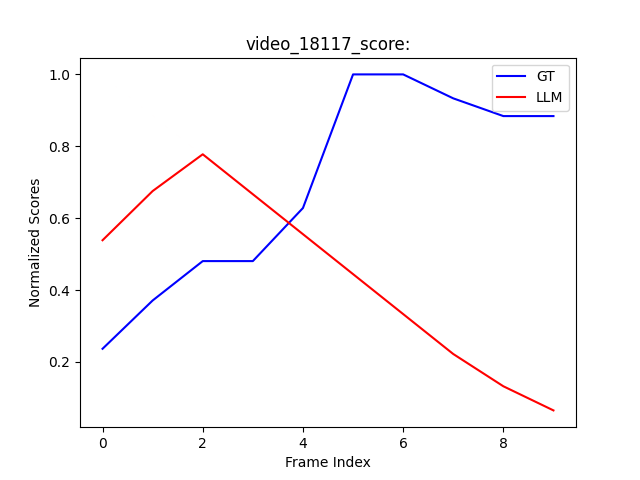 video_18117_score:
GT
LLM
Normalized Scores
1.0
0.8
0.6
0.4
0.2
0 2 4 6 8
Frame Index